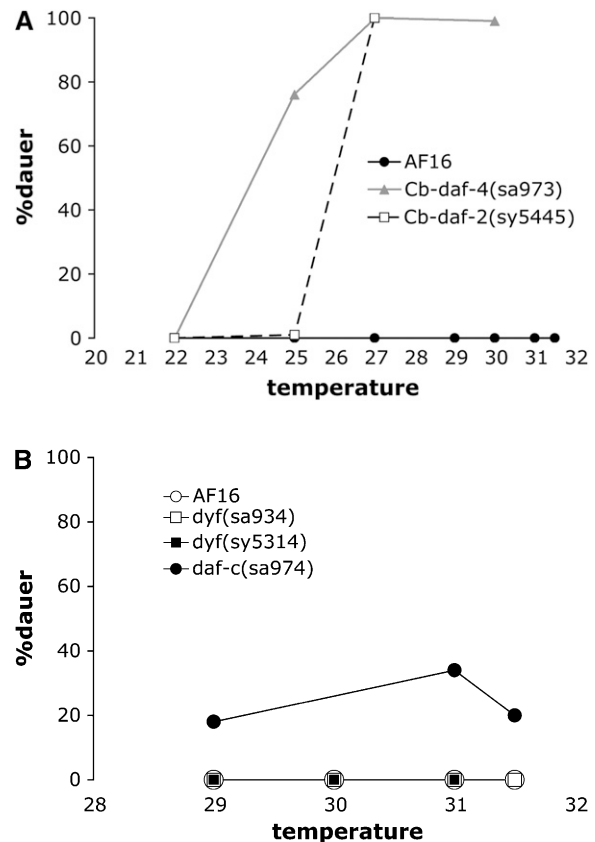 A
100
80
60
40
20
0
%dauer
AF16
Cb-daf-4(sa973)
Cb-daf-2(sy5445)
20 21 22 23 24 25 26 27 28 29 30 31 32
temperature
B
100
80
60
40
20
0
%dauer
AF16
dyf(sa934)
dyf(sy5314)
daf-c(sa974)
28 29 30 31 32
temperature